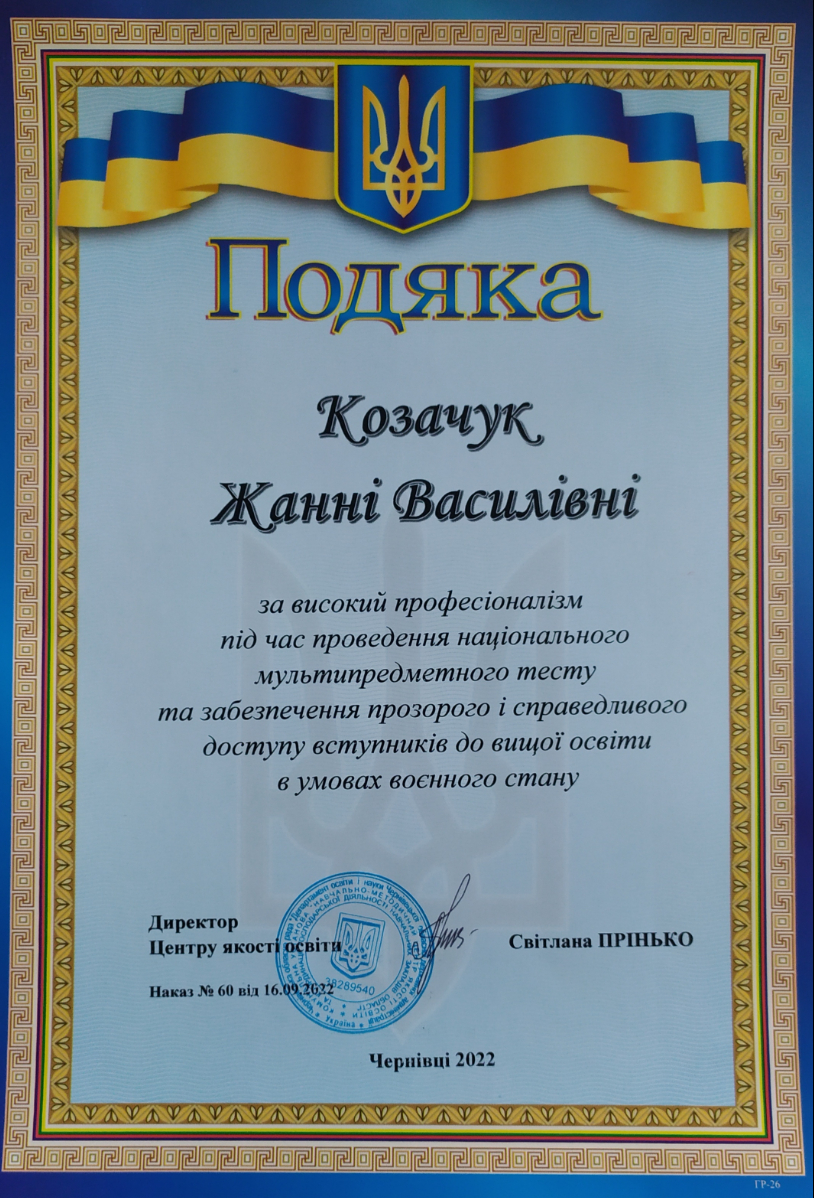 Подяка
Козачук
Жанні Василівні
за високий професіоналізм
під час проведення національного
мультипредметного тесту
та забезпечення прозорого і справедливого
доступу вступників до вищої освіти
в умовах воєнного стану
Директор
Центру якості освіти
Світлана ПРІНЬКО
Наказ № 60 від 16.09.2022
38289540
Україна
Чернівці 2022
ГР-26